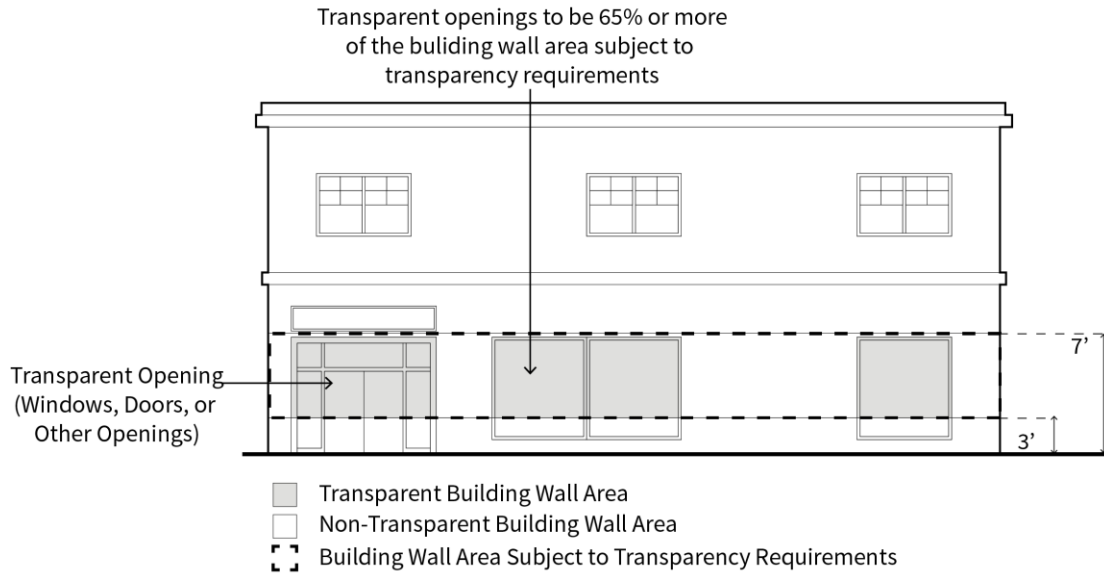 Transparent openings to be 65% or more
of the buliding wall area subject to
transparency requirements
7’
Transparent Opening
(Windows, Doors, or
Other Openings)
3’
Transparent Building Wall Area
Non-Transparent Building Wall Area
Building Wall Area Subject to Transparency Requirements